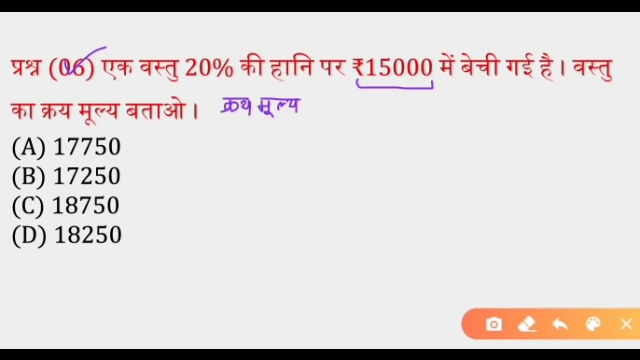 प्रश्न (06) एक वस्तु 20% की हानि पर ₹15000 में बेची गई है। वस्तु
का क्रय मूल्य बताओ। क्रय मूल्य
(A) 17750
(B) 17250
(C) 18750
(D) 18250